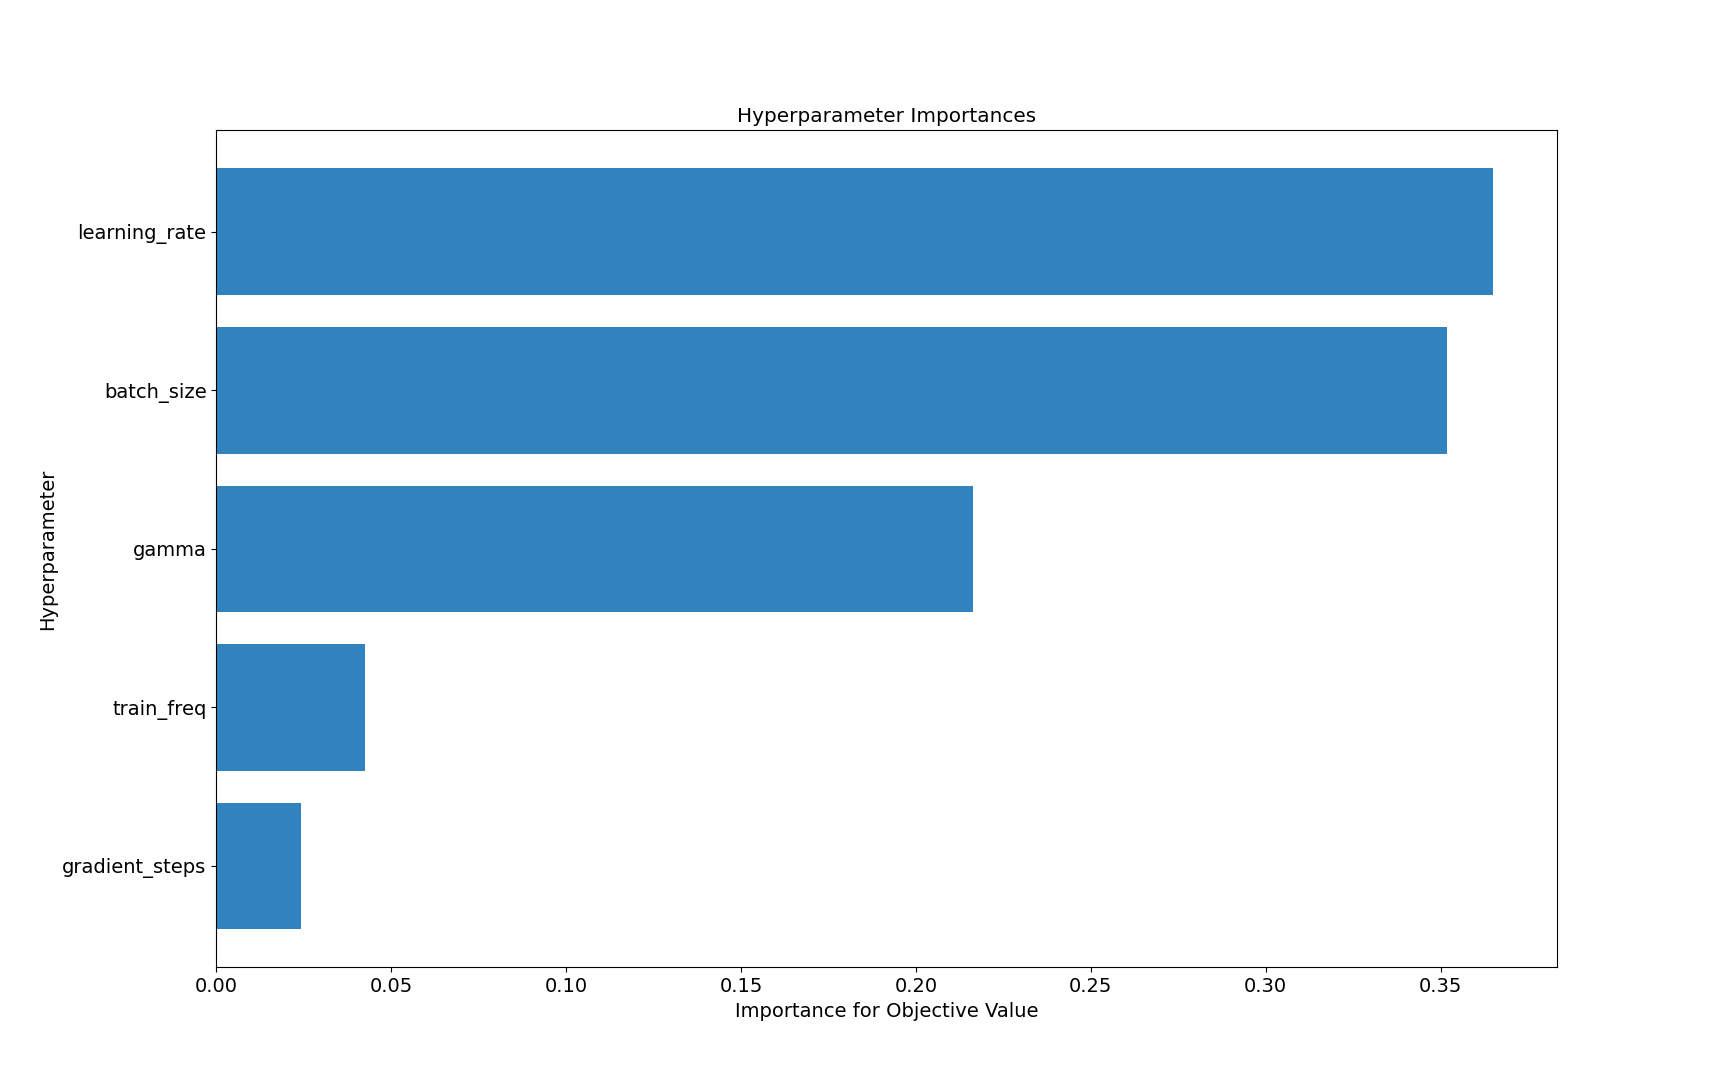 Hyperparameter Importances
learning_rate
batch_size
gamma
train_freq
gradient_steps
Hyperparameter
0.00 0.05 0.10 0.15 0.20 0.25 0.30 0.35
Importance for Objective Value